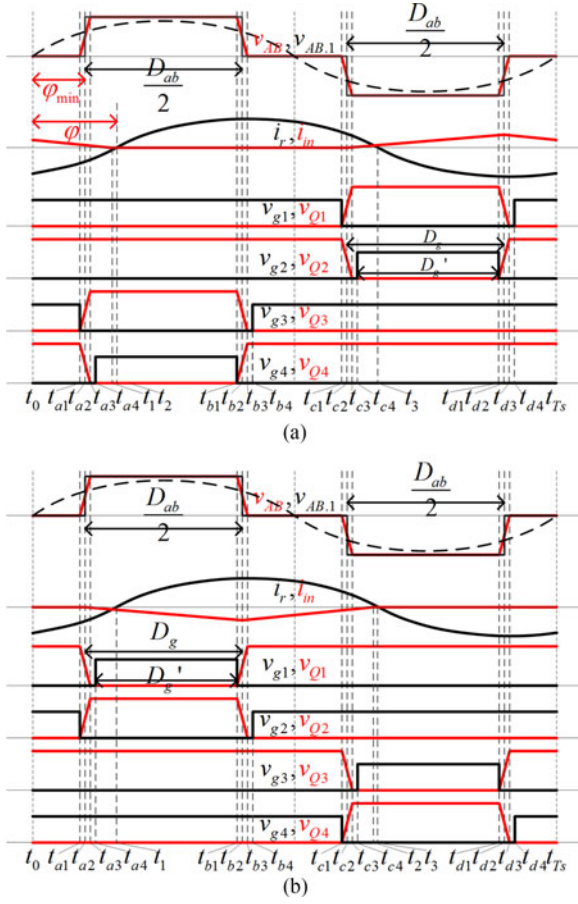 v_AB, v_AB.1
D_ab/2
φ_min
D_ab/2
φ
i_r, i_in
v_g1, v_Q1
D_g
v_g2, v_Q2
D_g'
v_g3, v_Q3
v_g4, v_Q4
t_0 t_a1 t_a2 t_a3 t_a4 t_1 t_2 t_b1 t_b2 t_b3 t_b4 t_c1 t_c2 t_c3 t_c4 t_3 t_d1 t_d2 t_d3 t_d4 t_Ts
(a)
v_AB, v_AB.1
D_ab/2
D_ab/2
i_r, i_in
D_g
v_g1, v_Q1
D_g'
v_g2, v_Q2
v_g3, v_Q3
v_g4, v_Q4
t_0 t_a1 t_a2 t_a3 t_a4 t_1 t_b1 t_b2 t_b3 t_b4 t_c1 t_c2 t_c3 t_c4 t_2 t_3 t_d1 t_d2 t_d3 t_d4 t_Ts
(b)